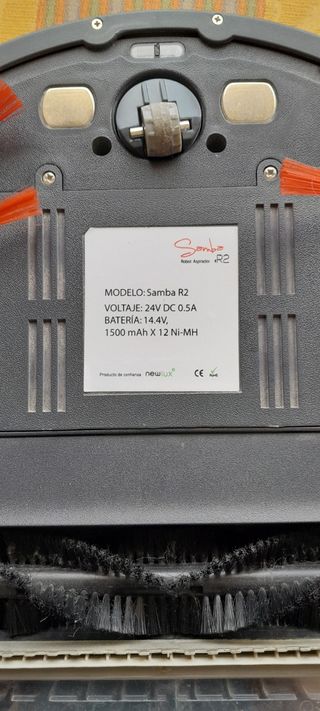 Samba
Robot Aspirador R2
MODELO: Samba R2
VOLTAJE: 24V DC 0.5A
BATERÍA: 14.4V,
1500 mAh X 12 Ni-MH
Producto de confianza newlux CE RoHS